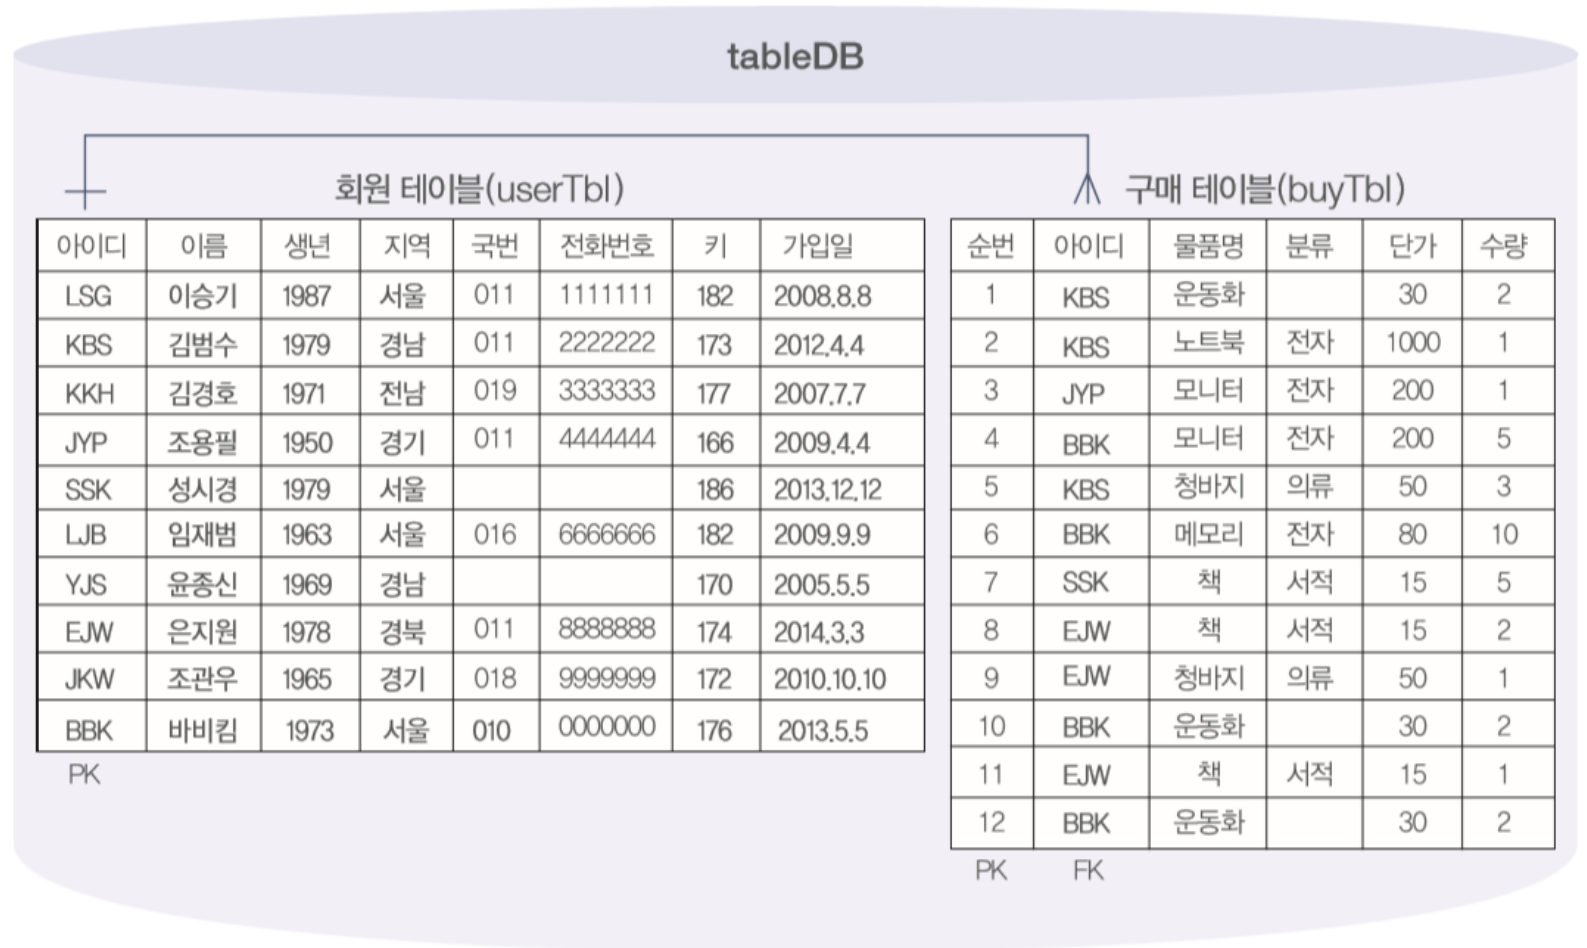 tableDB
회원 테이블(userTbl)
아이디 이름 생년 지역 국번 전화번호 키 가입일
LSG 이승기 1987 서울 011 1111111 182 2008.8.8
KBS 김범수 1979 경남 011 2222222 173 2012.4.4
KKH 김경호 1971 전남 019 3333333 177 2007.7.7
JYP 조용필 1950 경기 011 4444444 166 2009.4.4
SSK 성시경 1979 서울 186 2013.12.12
LJB 임재범 1963 서울 016 6666666 182 2009.9.9
YJS 윤종신 1969 경남 170 2005.5.5
EJW 은지원 1978 경북 011 8888888 174 2014.3.3
JKW 조관우 1965 경기 018 9999999 172 2010.10.10
BBK 바비킴 1973 서울 010 0000000 176 2013.5.5
PK
구매 테이블(buyTbl)
순번 아이디 물품명 분류 단가 수량
1 KBS 운동화 30 2
2 KBS 노트북 전자 1000 1
3 JYP 모니터 전자 200 1
4 BBK 모니터 전자 200 5
5 KBS 청바지 의류 50 3
6 BBK 메모리 전자 80 10
7 SSK 책 서적 15 5
8 EJW 책 서적 15 2
9 EJW 청바지 의류 50 1
10 BBK 운동화 30 2
11 EJW 책 서적 15 1
12 BBK 운동화 30 2
PK FK